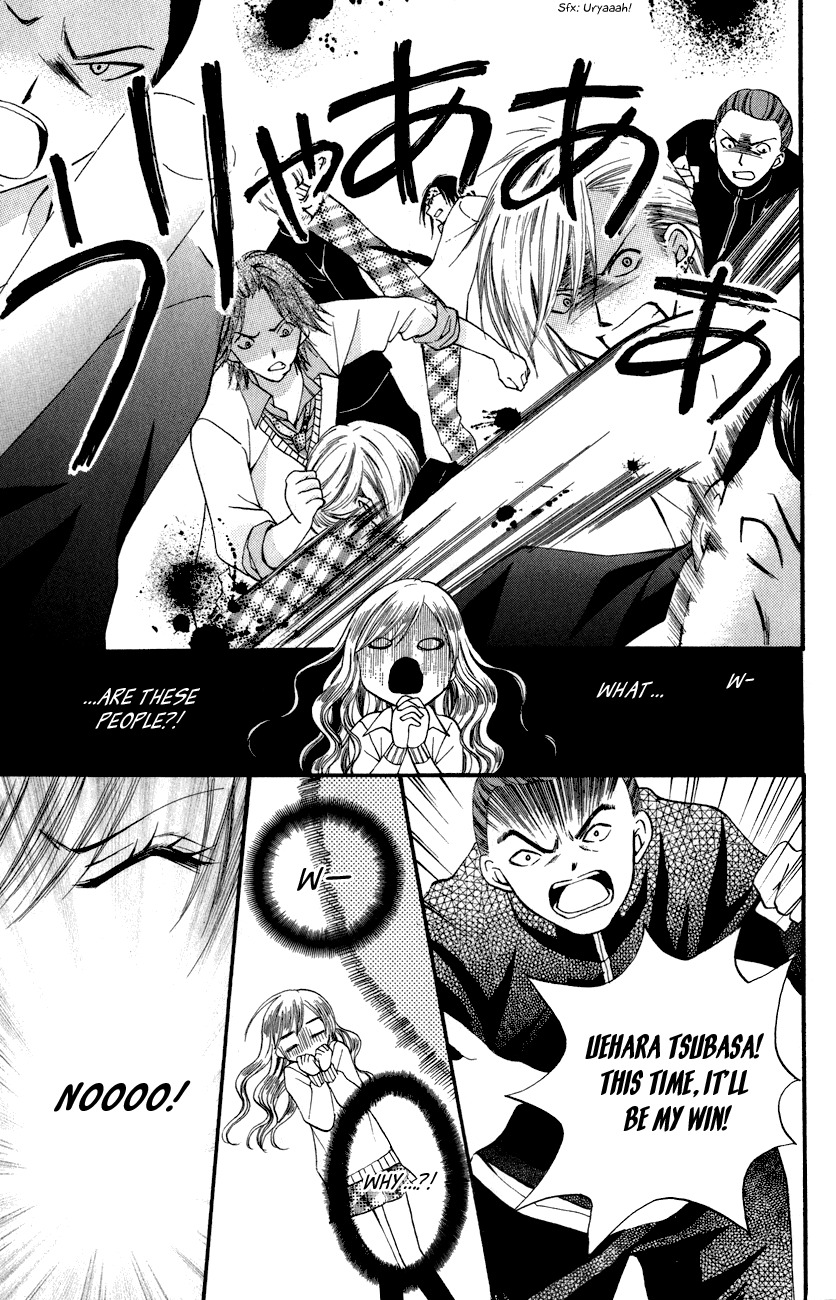 Sfx: Uryaaah!
うりゃあああ
W-
WHAT...
...ARE THESE
PEOPLE?!
UEHARA TSUBASA!
THIS TIME, IT'LL
BE MY WIN!
W-
WHY...?!
NOOOO!